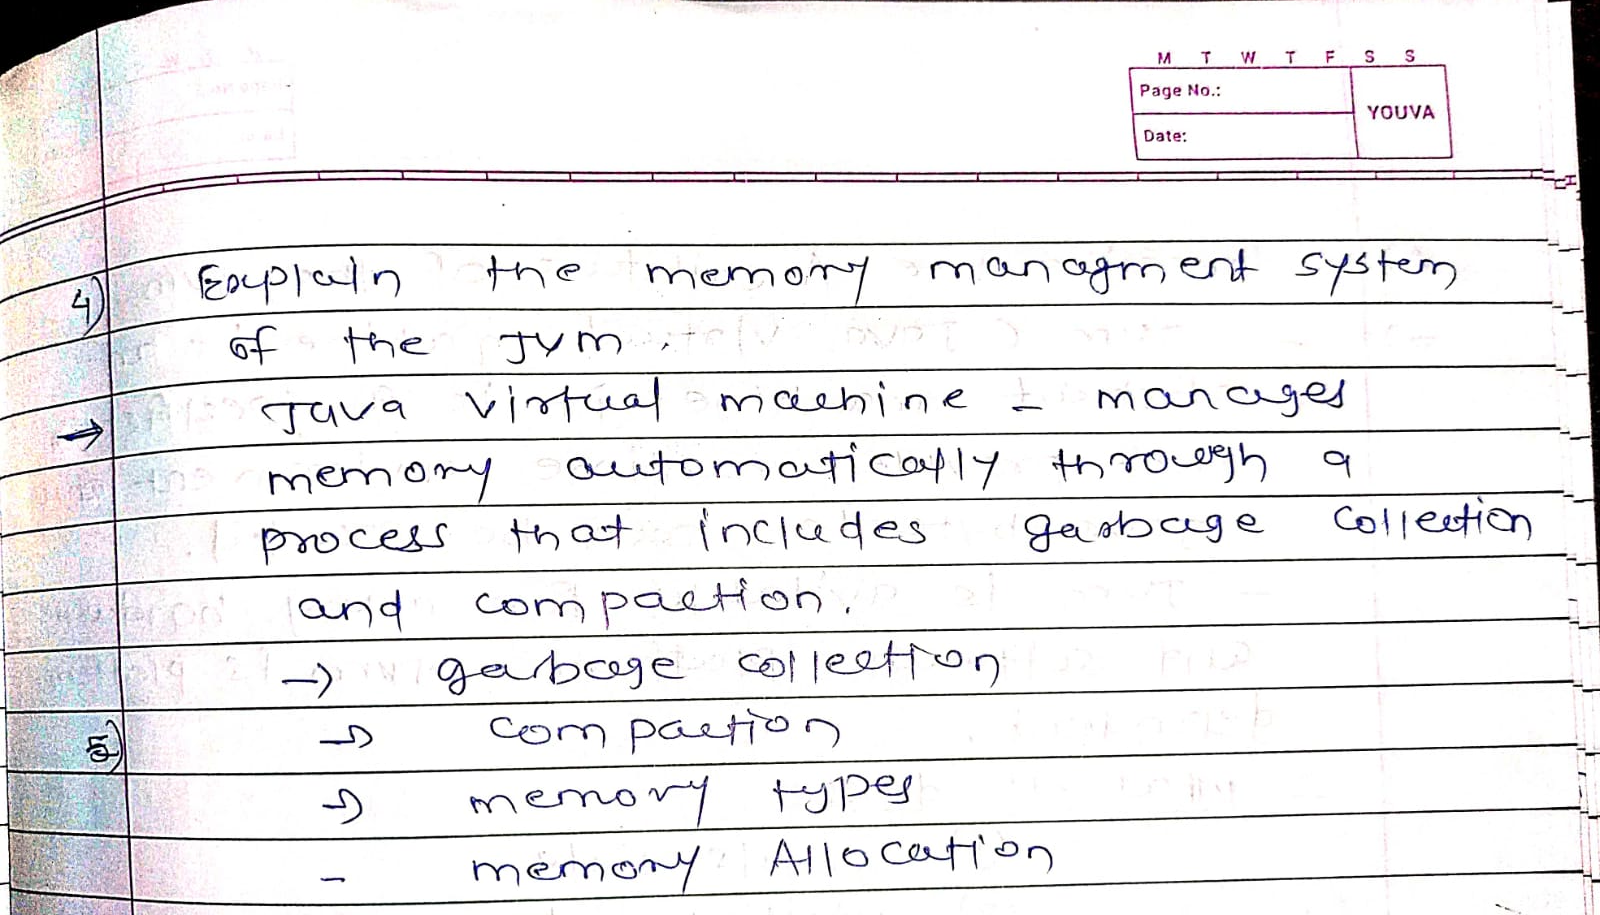 M T W T F S S
Page No.:
YOUVA
Date:
4) Explain the memory managment system
of the JVM.
→ Java virtual machine - manages
memory automatically through a
process that includes garbage collection
and compaction.
→ garbage collection
5) → compaction
→ memory types
- memory Allocation